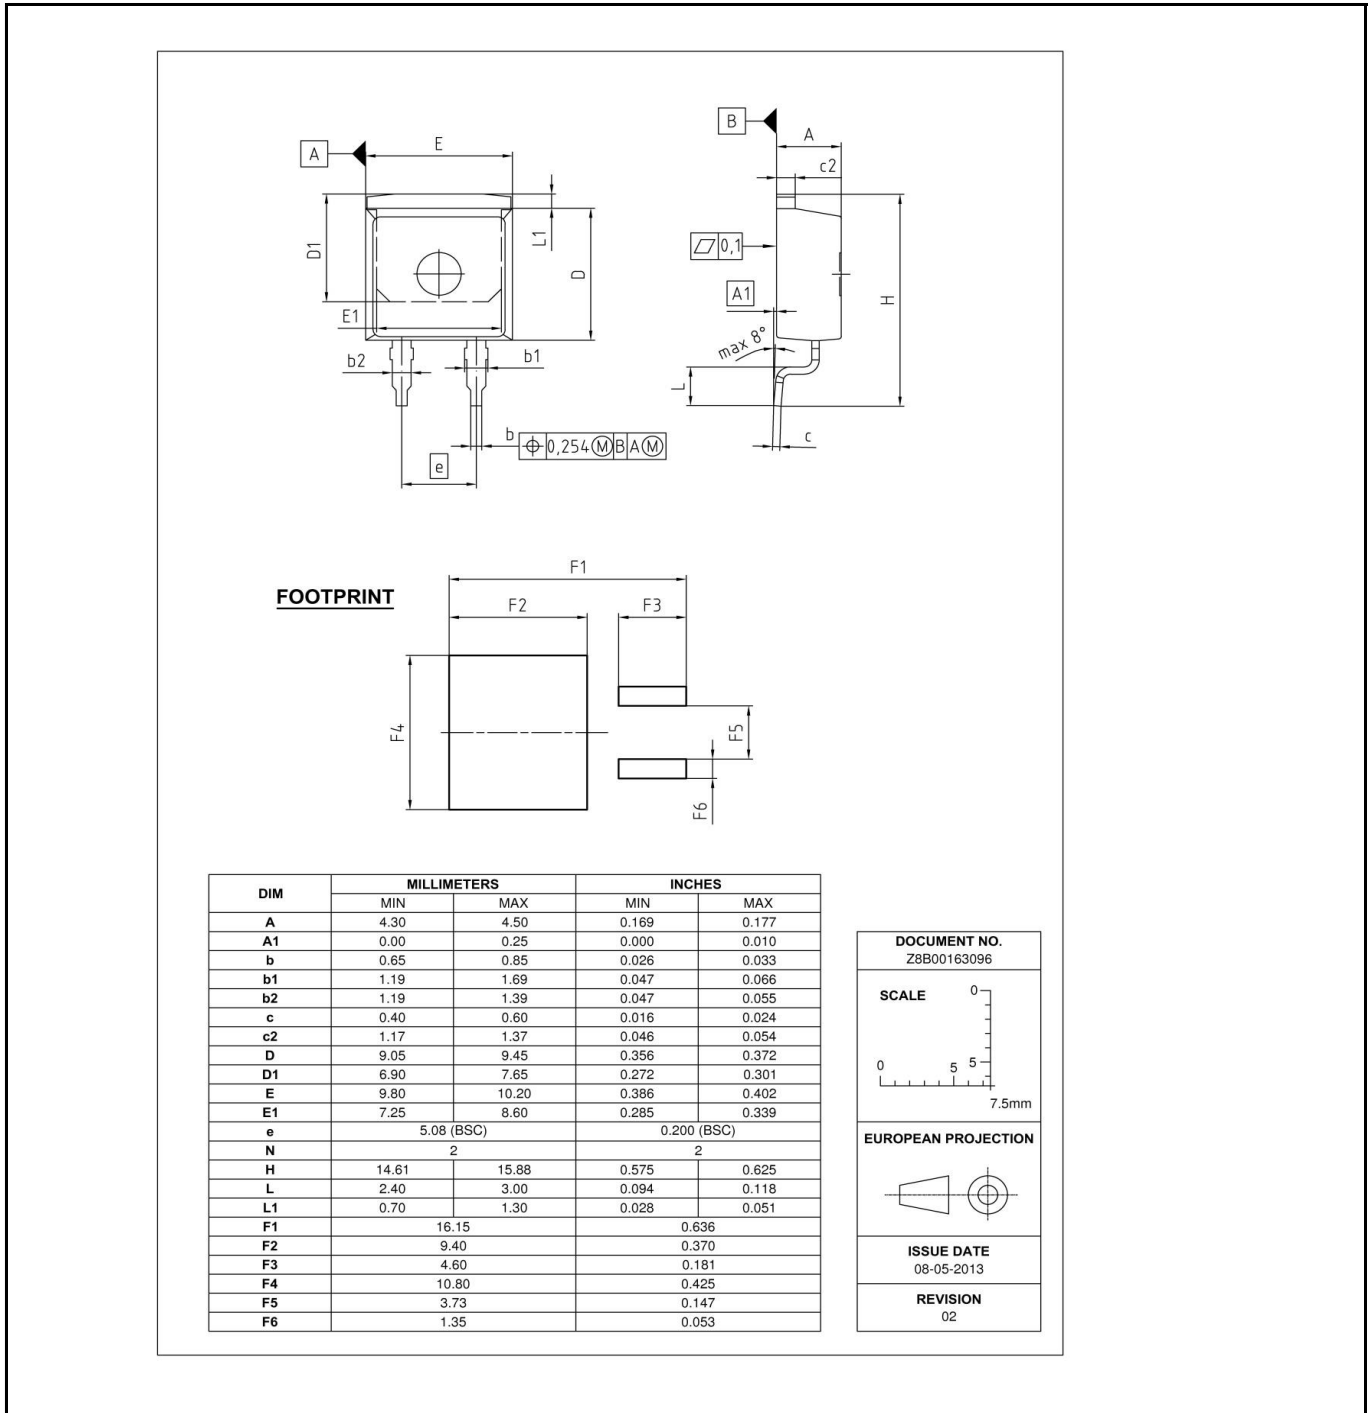 B
A
c2
A
E
D1
L1
D
E1
b2
b1
0,1
A1
H
max 8°
L
c
b
0,254 Ⓜ B A Ⓜ
e
FOOTPRINT
F1
F2 F3
F4
F5
F6
DIM MILLIMETERS INCHES
MIN MAX MIN MAX
A 4.30 4.50 0.169 0.177
A1 0.00 0.25 0.000 0.010
b 0.65 0.85 0.026 0.033
b1 1.19 1.69 0.047 0.066
b2 1.19 1.39 0.047 0.055
c 0.40 0.60 0.016 0.024
c2 1.17 1.37 0.046 0.054
D 9.05 9.45 0.356 0.372
D1 6.90 7.65 0.272 0.301
E 9.80 10.20 0.386 0.402
E1 7.25 8.60 0.285 0.339
e 5.08 (BSC) 0.200 (BSC)
N 2 2
H 14.61 15.88 0.575 0.625
L 2.40 3.00 0.094 0.118
L1 0.70 1.30 0.028 0.051
F1 16.15 0.636
F2 9.40 0.370
F3 4.60 0.181
F4 10.80 0.425
F5 3.73 0.147
F6 1.35 0.053
DOCUMENT NO.
Z8B00163096
SCALE
0
0 5 5
7.5mm
EUROPEAN PROJECTION
ISSUE DATE
08-05-2013
REVISION
02